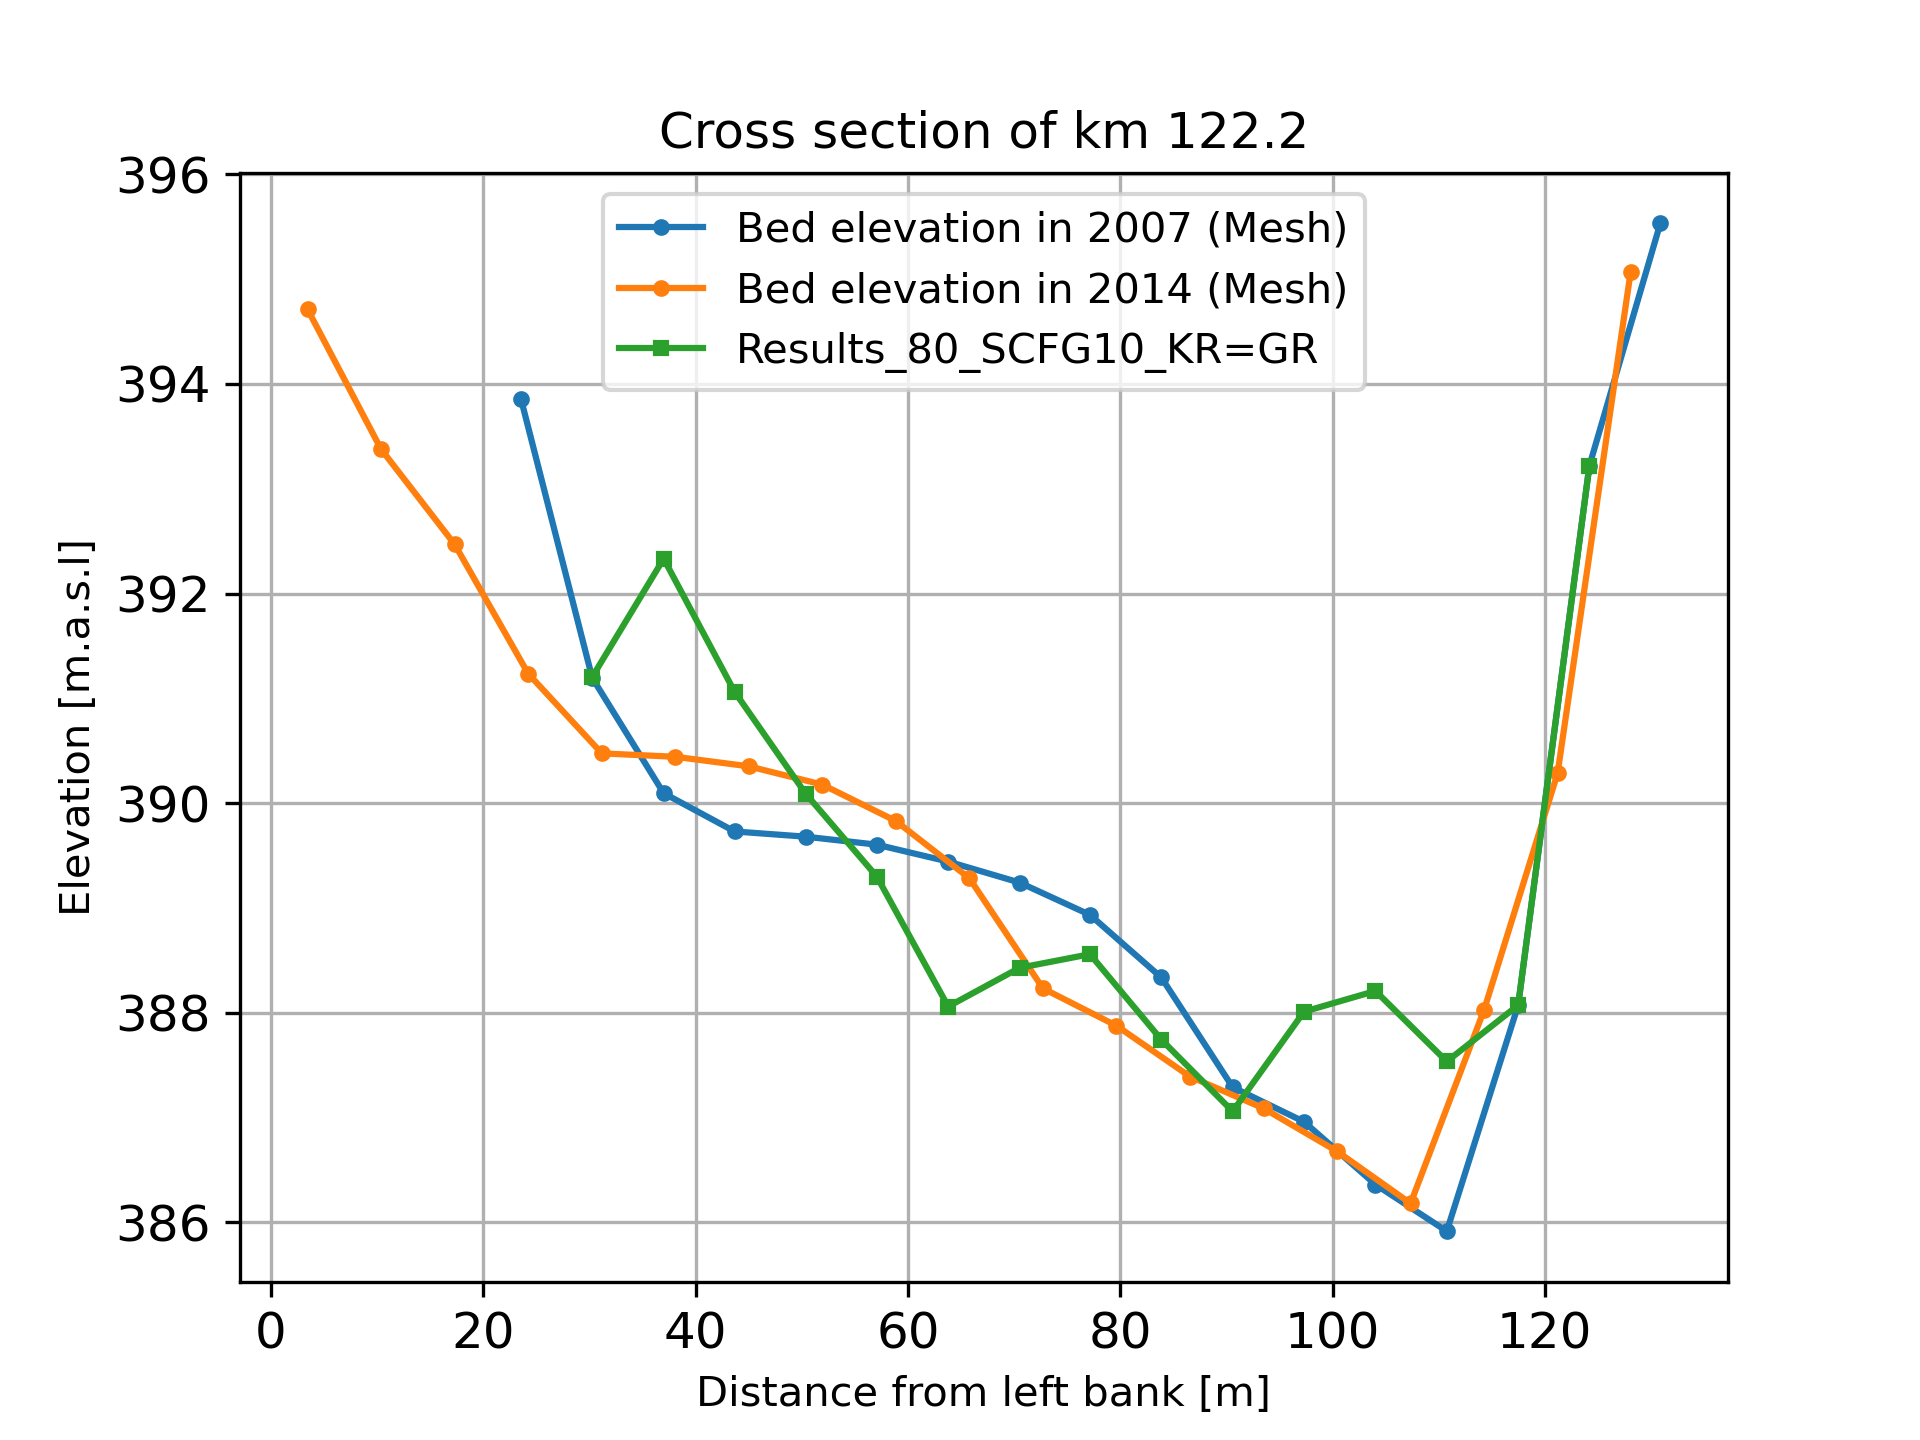 Cross section of km 122.2
396
394
392
390
388
386
Elevation [m.a.s.l]
Bed elevation in 2007 (Mesh)
Bed elevation in 2014 (Mesh)
Results_80_SCFG10_KR=GR
0 20 40 60 80 100 120
Distance from left bank [m]